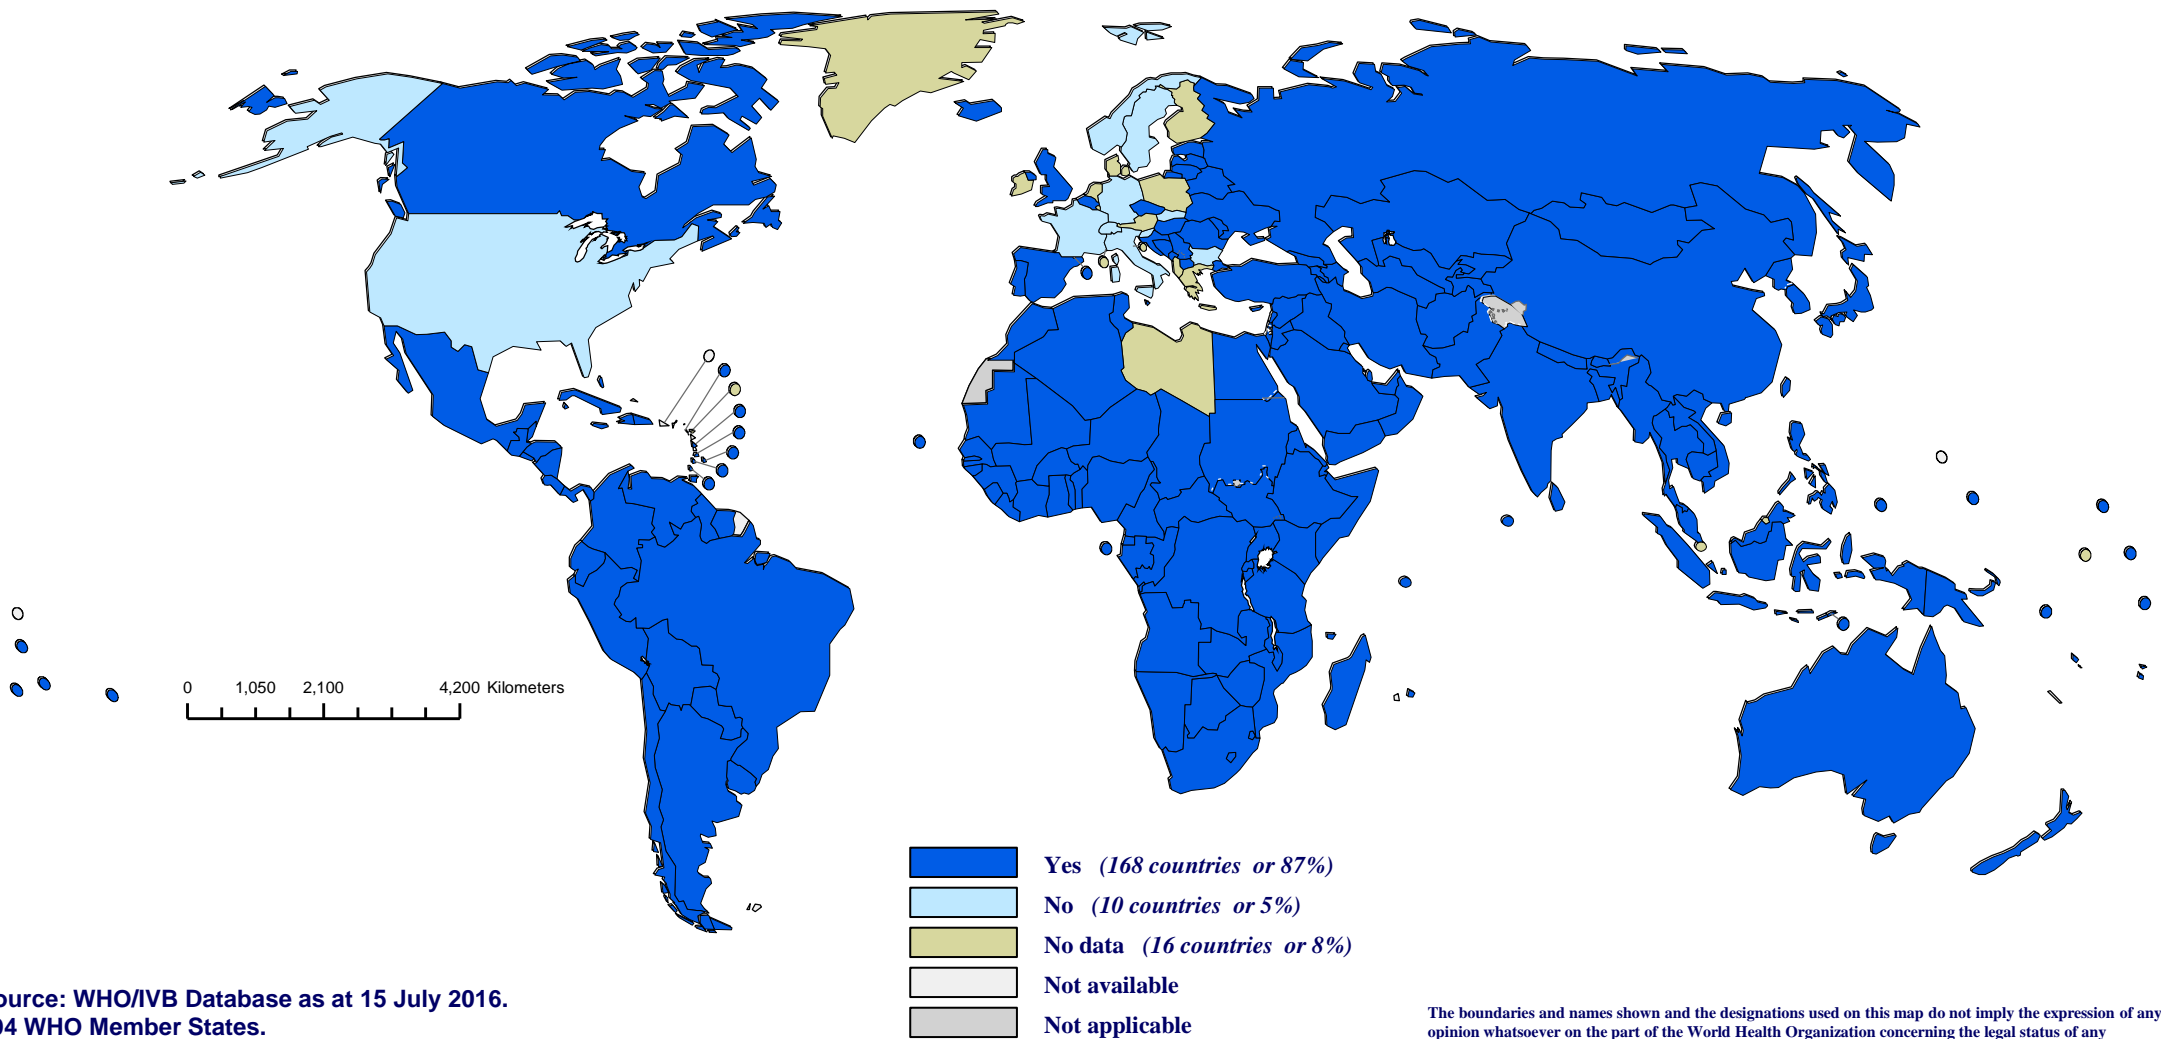 0 1,050 2,100 4,200 Kilometers
Yes (168 countries or 87%)
No (10 countries or 5%)
No data (16 countries or 8%)
Not available
Not applicable
ource: WHO/IVB Database as at 15 July 2016.
94 WHO Member States.
The boundaries and names shown and the designations used on this map do not imply the expression of any
opinion whatsoever on the part of the World Health Organization concerning the legal status of any